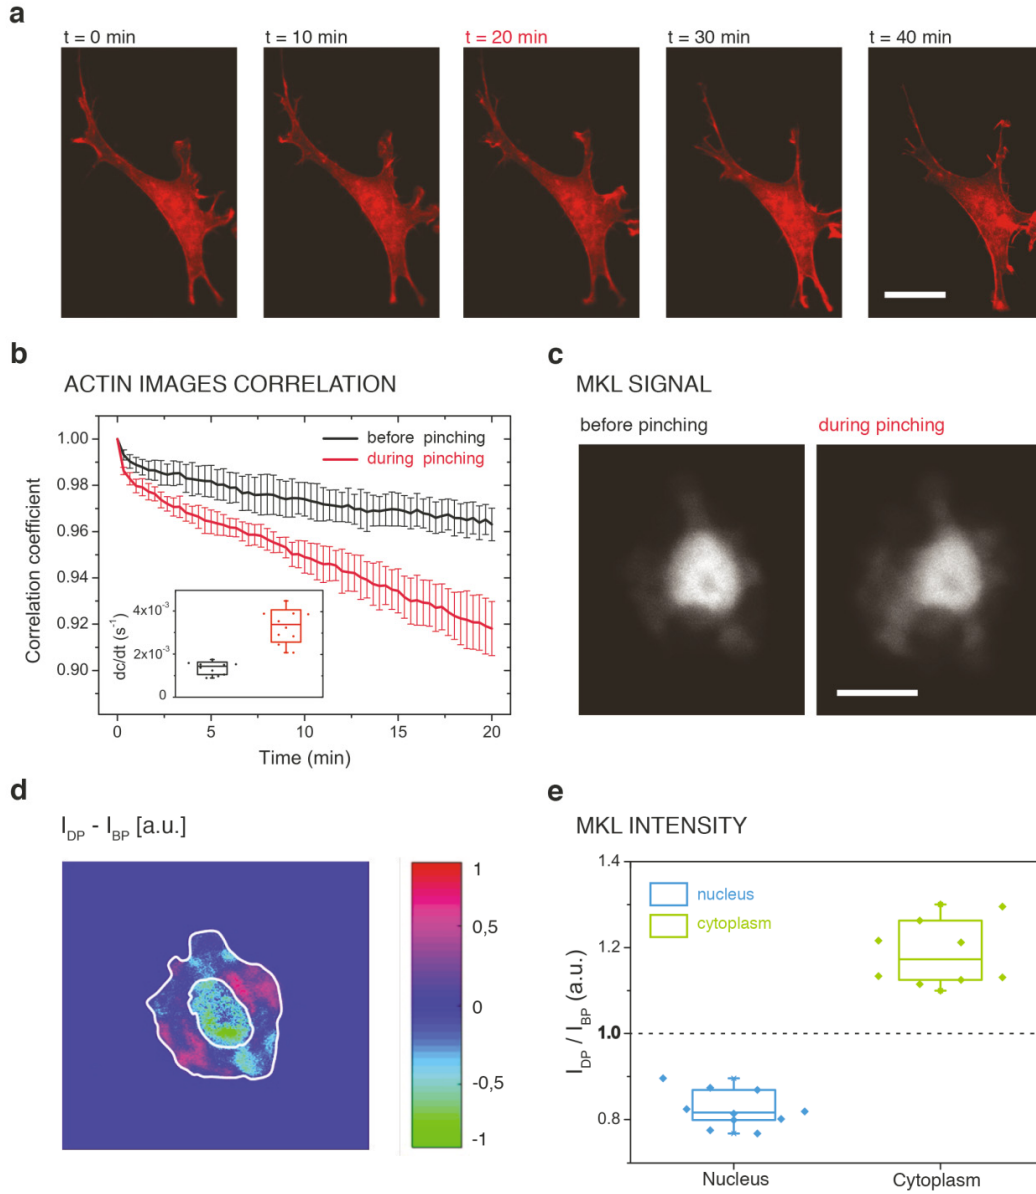 a
t = 0 min t = 10 min t = 20 min t = 30 min t = 40 min
b
ACTIN IMAGES CORRELATION
Correlation coefficient
1.00
0.98
0.96
0.94
0.92
0.90
before pinching
during pinching
dc/dt (s⁻¹)
4x10⁻³
2x10⁻³
0
0 5 10 15 20
Time (min)
c
MKL SIGNAL
before pinching during pinching
d
I_DP - I_BP [a.u.]
1
0,5
0
-0,5
-1
e
MKL INTENSITY
I_DP / I_BP (a.u.)
1.4
1.2
1.0
0.8
nucleus
cytoplasm
Nucleus Cytoplasm